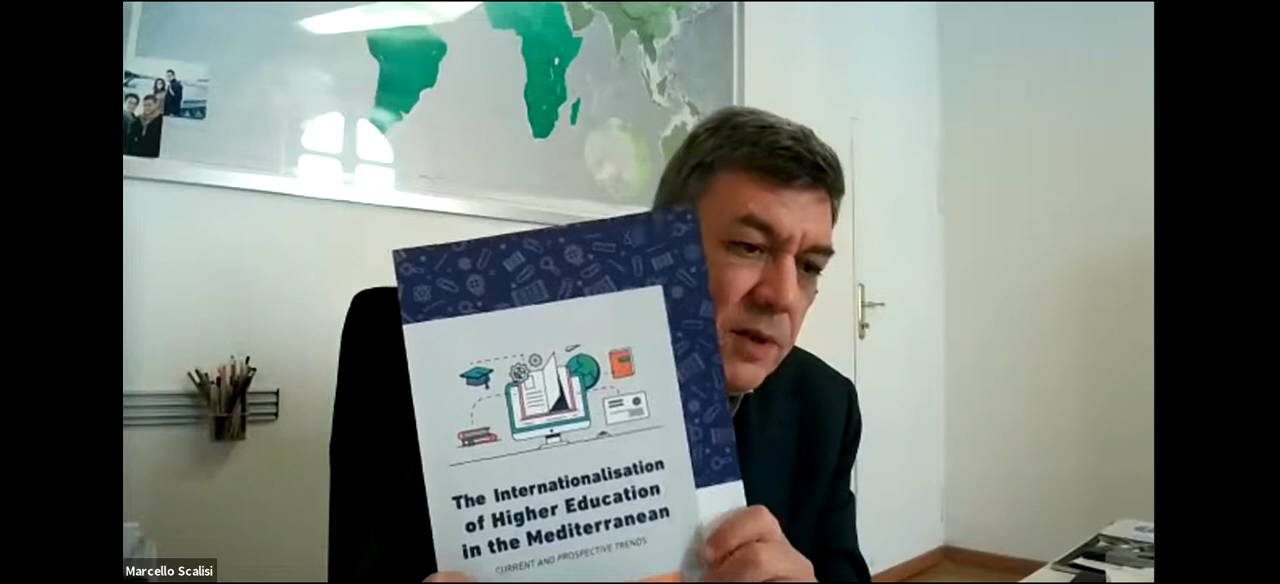 The Internationalisation
of Higher Education
in the Mediterranean
CURRENT AND PROSPECTIVE TRENDS
Marcello Scalisi